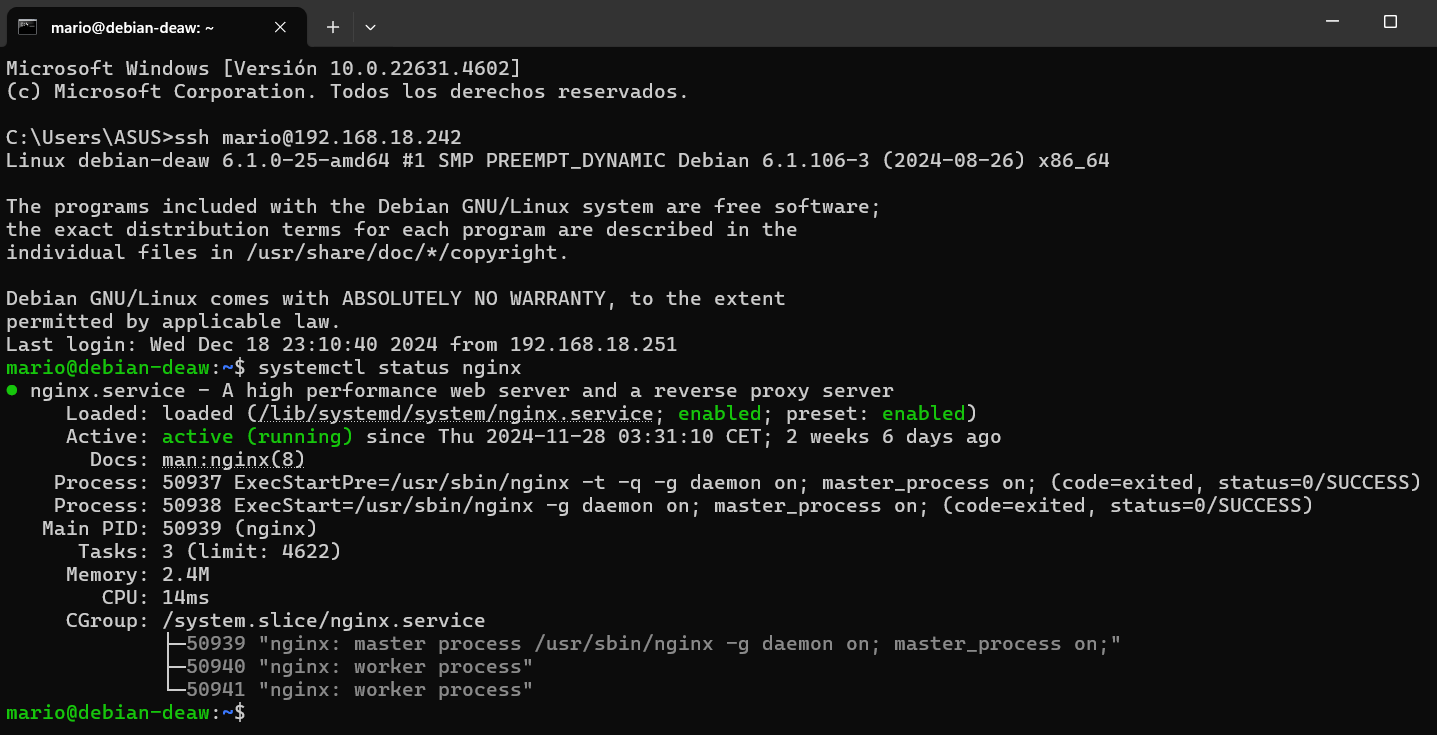 mario@debian-deaw: ~
Microsoft Windows [Versión 10.0.22631.4602]
(c) Microsoft Corporation. Todos los derechos reservados.
C:\Users\ASUS>ssh mario@192.168.18.242
Linux debian-deaw 6.1.0-25-amd64 #1 SMP PREEMPT_DYNAMIC Debian 6.1.106-3 (2024-08-26) x86_64
The programs included with the Debian GNU/Linux system are free software;
the exact distribution terms for each program are described in the
individual files in /usr/share/doc/*/copyright.
Debian GNU/Linux comes with ABSOLUTELY NO WARRANTY, to the extent
permitted by applicable law.
Last login: Wed Dec 18 23:10:40 2024 from 192.168.18.251
mario@debian-deaw:~$ systemctl status nginx
● nginx.service - A high performance web server and a reverse proxy server
     Loaded: loaded (/lib/systemd/system/nginx.service; enabled; preset: enabled)
     Active: active (running) since Thu 2024-11-28 03:31:10 CET; 2 weeks 6 days ago
       Docs: man:nginx(8)
    Process: 50937 ExecStartPre=/usr/sbin/nginx -t -q -g daemon on; master_process on; (code=exited, status=0/SUCCESS)
    Process: 50938 ExecStart=/usr/sbin/nginx -g daemon on; master_process on; (code=exited, status=0/SUCCESS)
   Main PID: 50939 (nginx)
      Tasks: 3 (limit: 4622)
     Memory: 2.4M
        CPU: 14ms
     CGroup: /system.slice/nginx.service
             ├─50939 "nginx: master process /usr/sbin/nginx -g daemon on; master_process on;"
             ├─50940 "nginx: worker process"
             └─50941 "nginx: worker process"
mario@debian-deaw:~$